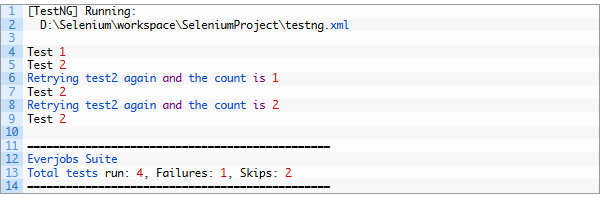 1 [TestNG] Running:
2   D:\Selenium\workspace\SeleniumProject\testng.xml
3
4 Test 1
5 Test 2
6 Retrying test2 again and the count is 1
7 Test 2
8 Retrying test2 again and the count is 2
9 Test 2
10
11 ===============================================
12 Everjobs Suite
13 Total tests run: 4, Failures: 1, Skips: 2
14 ===============================================